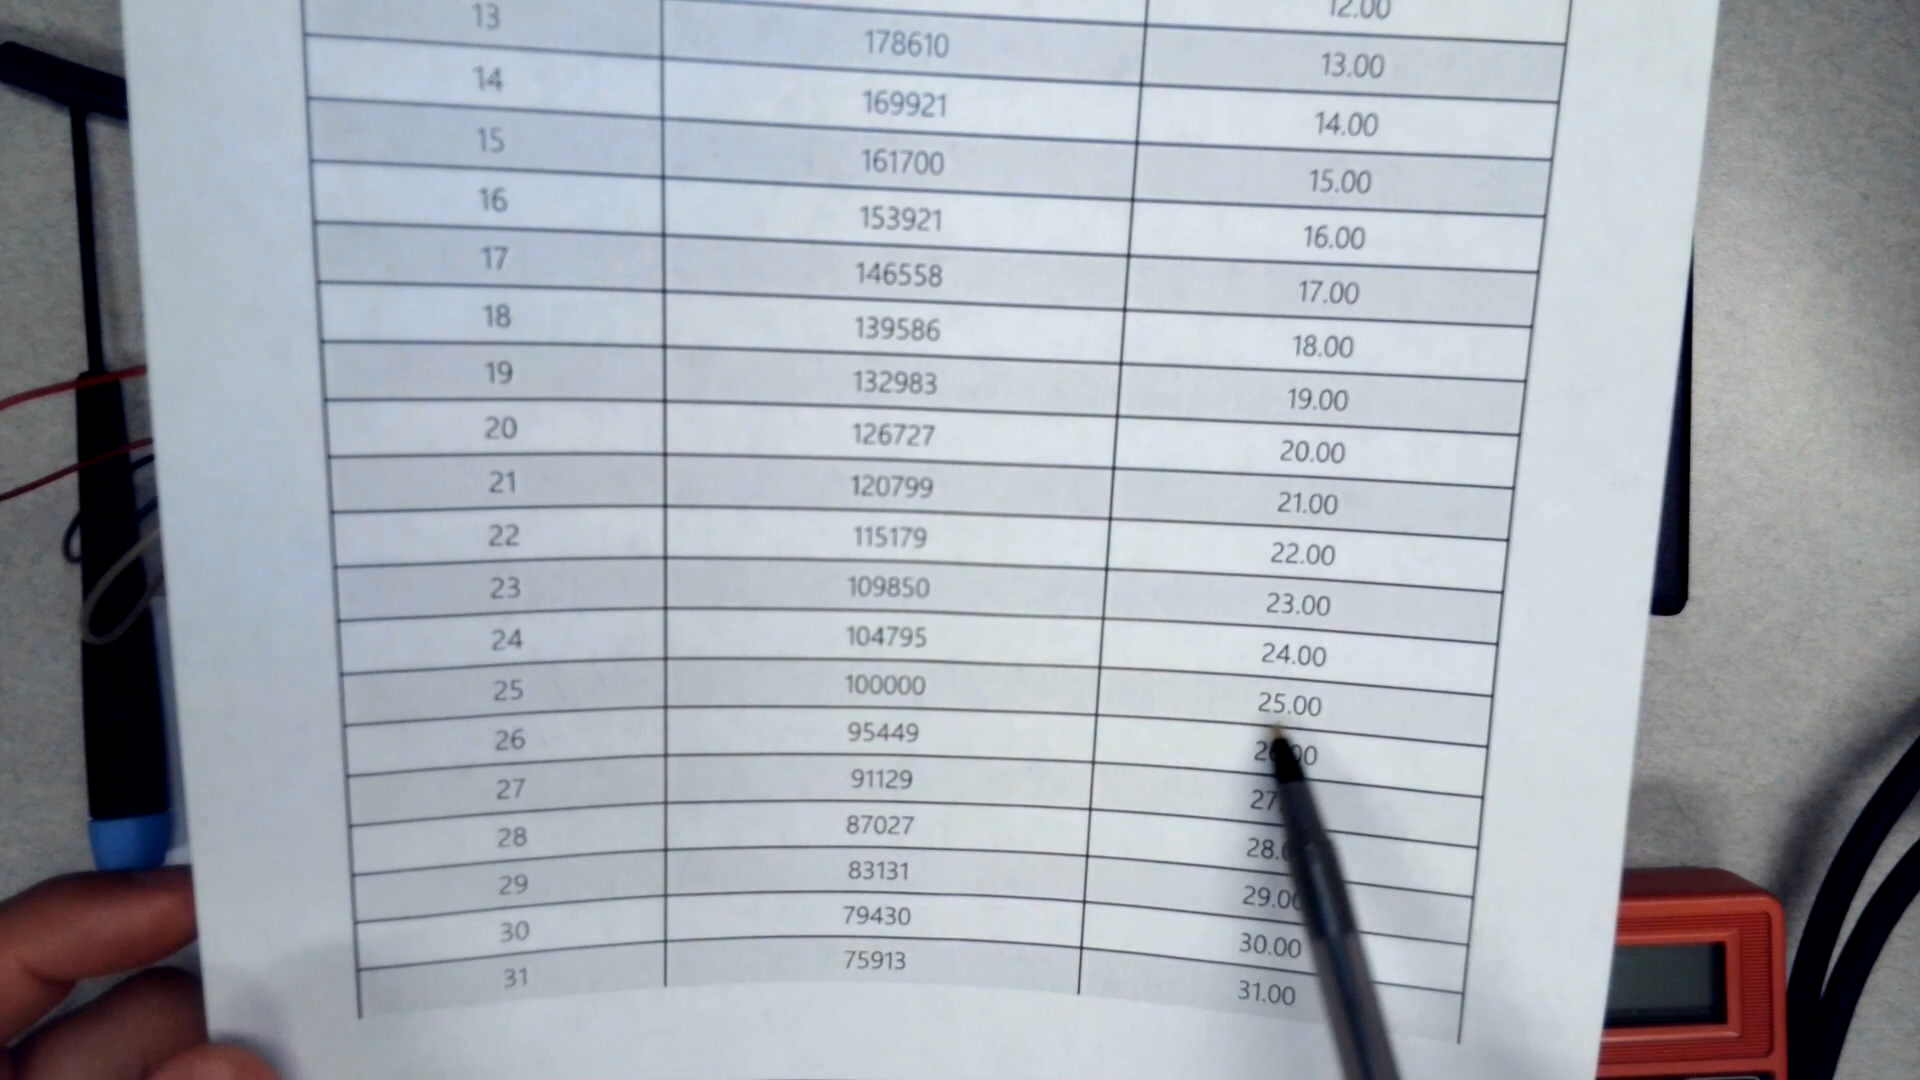 12.00
13 178610 13.00
14 169921 14.00
15 161700 15.00
16 153921 16.00
17 146558 17.00
18 139586 18.00
19 132983 19.00
20 126727 20.00
21 120799 21.00
22 115179 22.00
23 109850 23.00
24 104795 24.00
25 100000 25.00
26 95449
27 91129
28 87027
29 83131
30 79430 30.00
31 75913 31.00